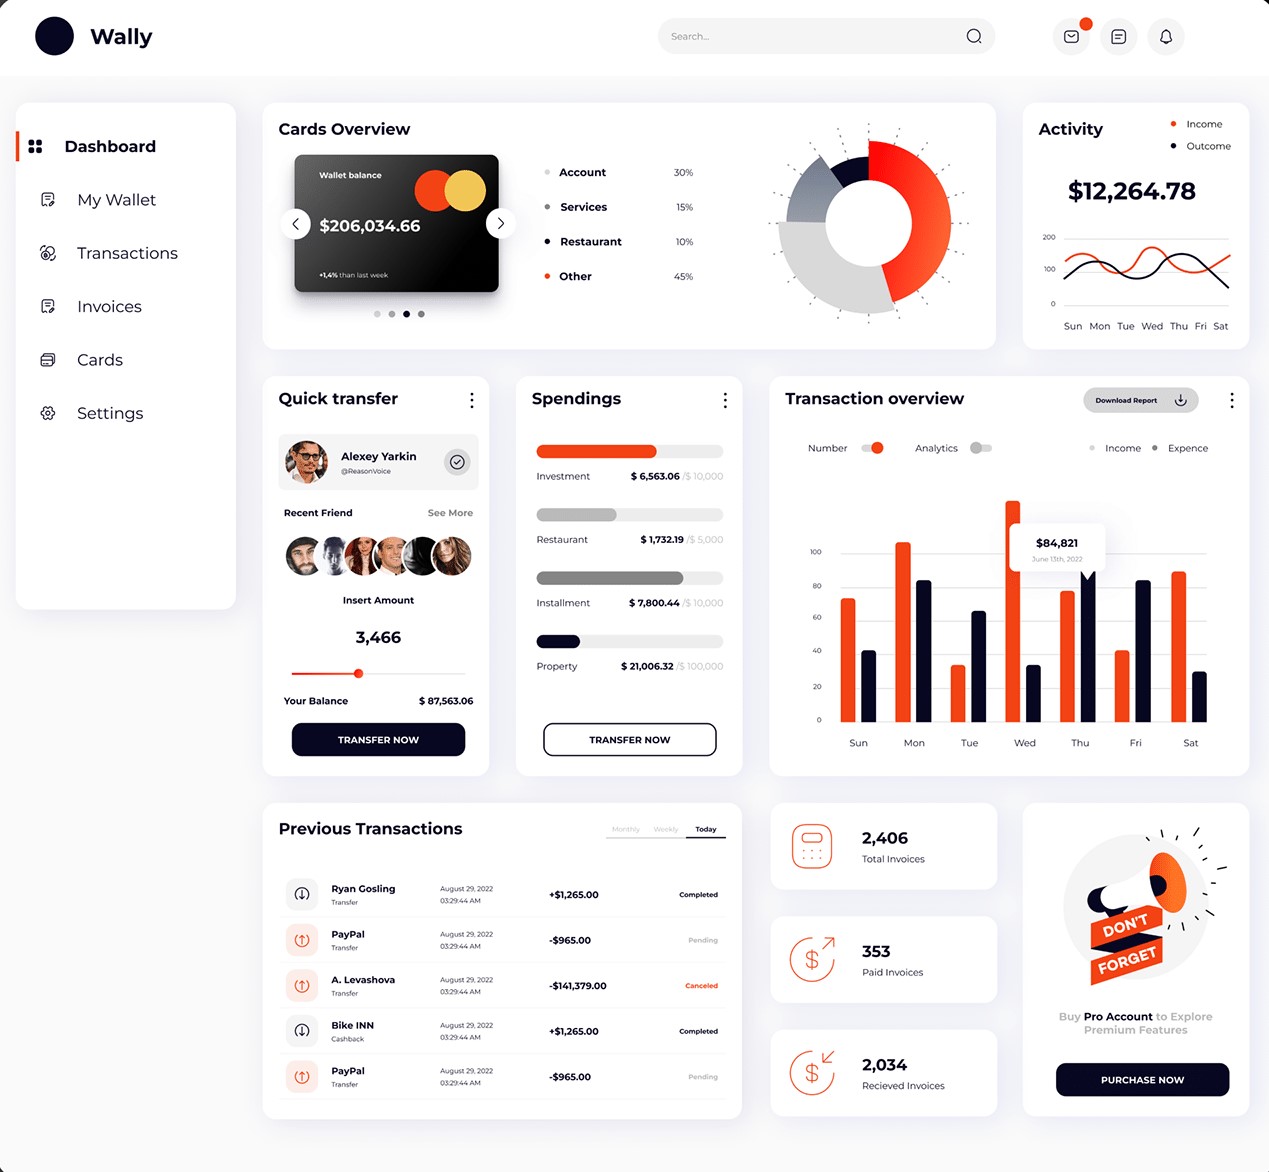 Wally
Search...
Dashboard
My Wallet
Transactions
Invoices
Cards
Settings
Cards Overview
Wallet balance
$206,034.66
+1,4% than last week
Account 30%
Services 15%
Restaurant 10%
Other 45%
Activity
Income
Outcome
$12,264.78
200
100
0
Sun Mon Tue Wed Thu Fri Sat
Quick transfer
Alexey Yarkin
@ReasonVoice
Recent Friend See More
Insert Amount
3,466
Your Balance $ 87,563.06
TRANSFER NOW
Spendings
Investment $ 6,563.06 /$ 10,000
Restaurant $ 1,732.19 /$ 5,000
Installment $ 7,800.44 /$ 10,000
Property $ 21,006.32 /$ 100,000
TRANSFER NOW
Transaction overview
Download Report
Number Analytics Income Expence
$84,821
June 13th, 2022
100
80
60
40
20
0
Sun Mon Tue Wed Thu Fri Sat
Previous Transactions
Monthly Weekly Today
Ryan Gosling August 29, 2022 +$1,265.00 Completed
Transfer 03:29:44 AM
PayPal August 29, 2022 -$965.00 Pending
Transfer 03:29:44 AM
A. Levashova August 29, 2022 -$141,379.00 Canceled
Transfer 03:29:44 AM
Bike INN August 29, 2022 +$1,265.00 Completed
Cashback 03:29:44 AM
PayPal August 29, 2022 -$965.00 Pending
Transfer 03:29:44 AM
2,406
Total Invoices
$
353
Paid Invoices
$
2,034
Recieved Invoices
DON'T
FORGET
Buy Pro Account to Explore
Premium Features
PURCHASE NOW